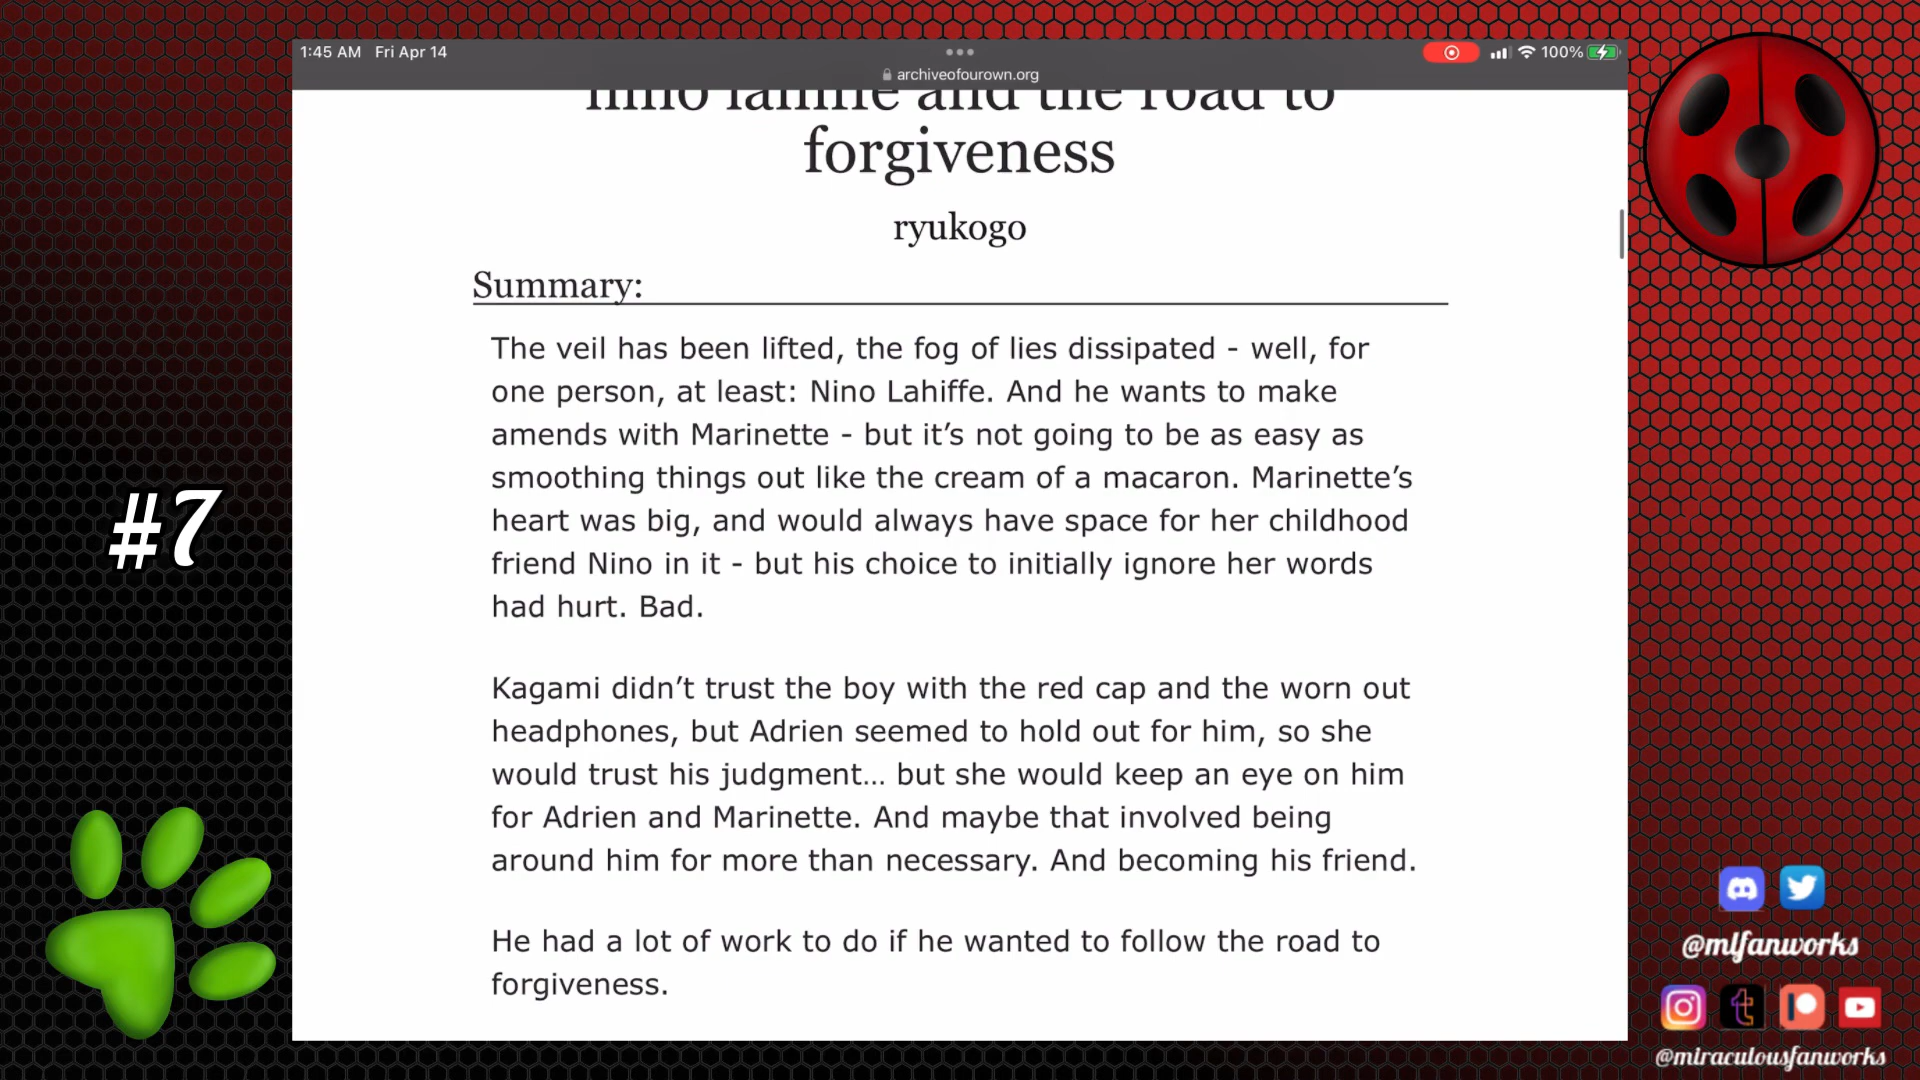 1:45 AM Fri Apr 14
100%
archiveofourown.org
nino lahiffe and the road to
forgiveness
ryukogo
Summary:
The veil has been lifted, the fog of lies dissipated - well, for
one person, at least: Nino Lahiffe. And he wants to make
amends with Marinette - but it’s not going to be as easy as
smoothing things out like the cream of a macaron. Marinette’s
heart was big, and would always have space for her childhood
friend Nino in it - but his choice to initially ignore her words
had hurt. Bad.
Kagami didn’t trust the boy with the red cap and the worn out
headphones, but Adrien seemed to hold out for him, so she
would trust his judgment... but she would keep an eye on him
for Adrien and Marinette. And maybe that involved being
around him for more than necessary. And becoming his friend.
He had a lot of work to do if he wanted to follow the road to
forgiveness.
#7
@mlfanworks
@miraculousfanworks